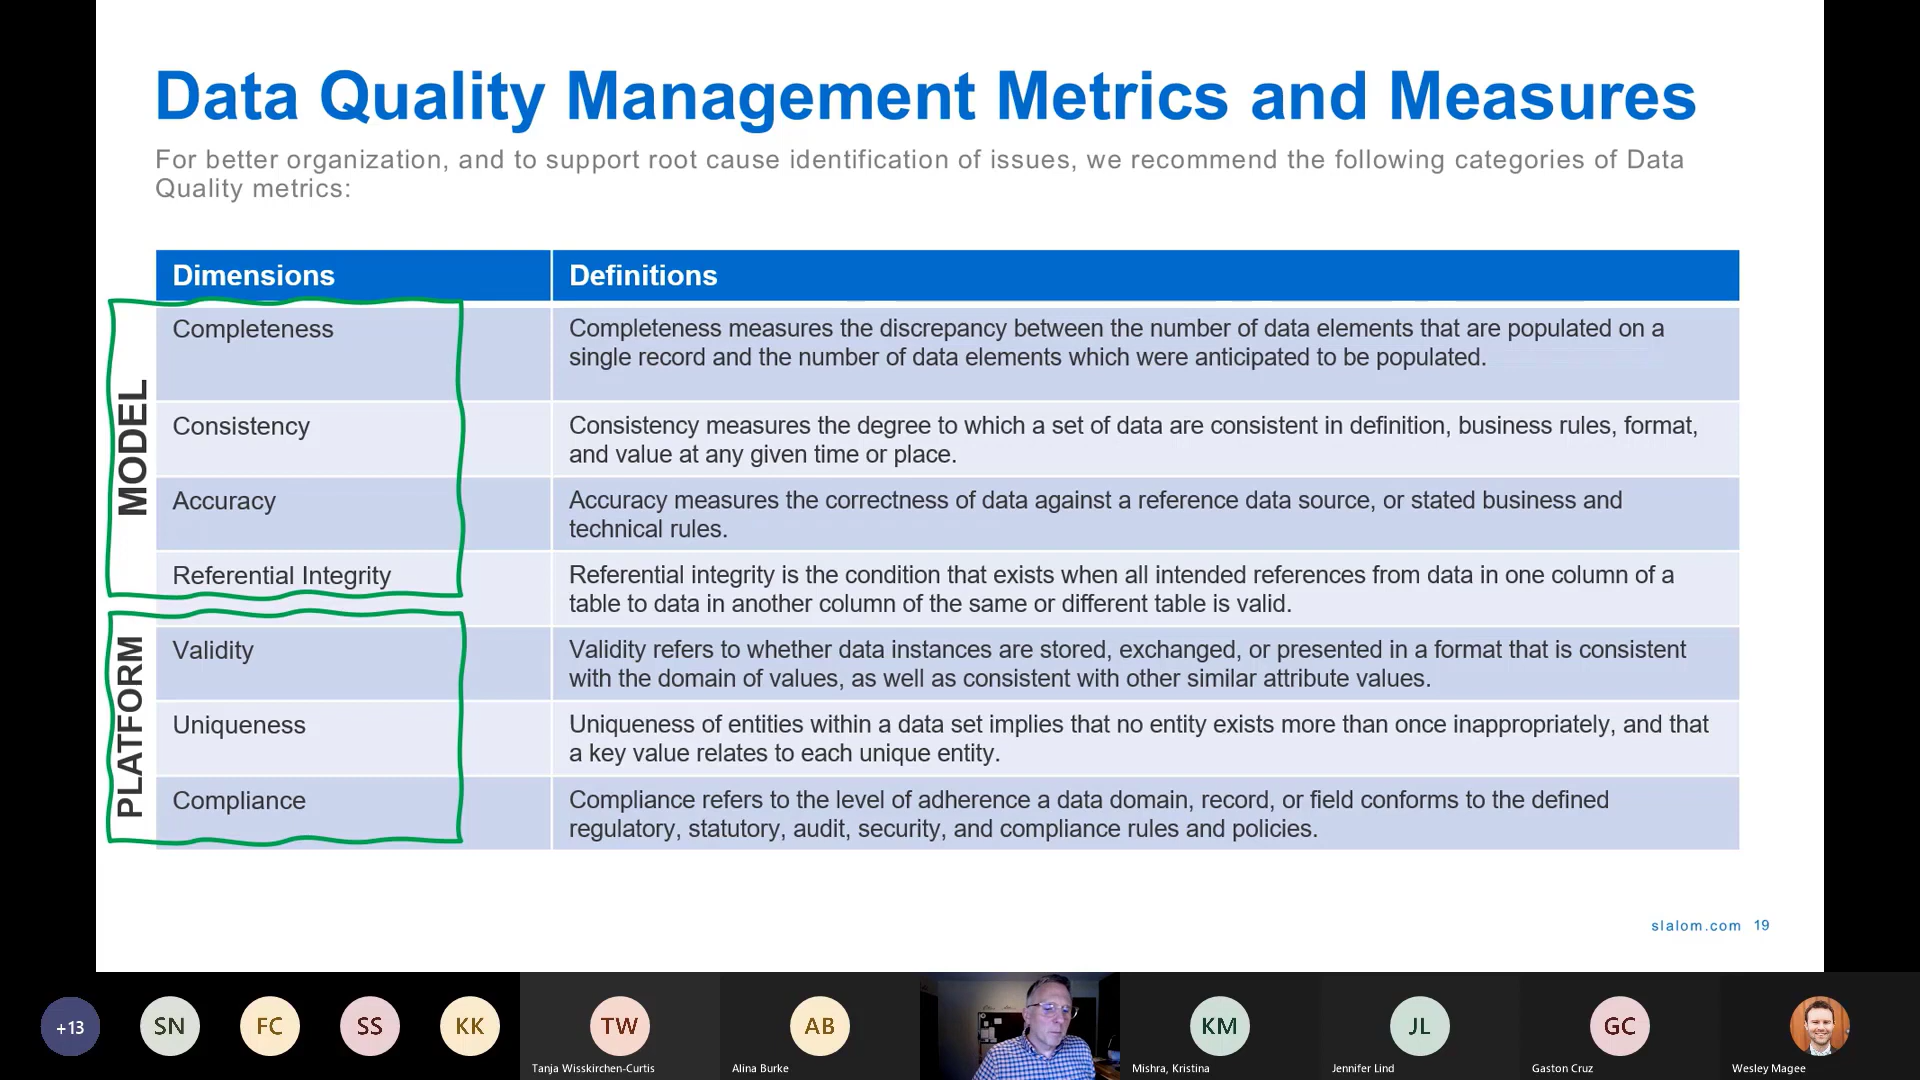 Data Quality Management Metrics and Measures
For better organization, and to support root cause identification of issues, we recommend the following categories of Data
Quality metrics:
Dimensions
Definitions
MODEL
Completeness
Completeness measures the discrepancy between the number of data elements that are populated on a
single record and the number of data elements which were anticipated to be populated.
Consistency
Consistency measures the degree to which a set of data are consistent in definition, business rules, format,
and value at any given time or place.
Accuracy
Accuracy measures the correctness of data against a reference data source, or stated business and
technical rules.
Referential Integrity
Referential integrity is the condition that exists when all intended references from data in one column of a
table to data in another column of the same or different table is valid.
PLATFORM
Validity
Validity refers to whether data instances are stored, exchanged, or presented in a format that is consistent
with the domain of values, as well as consistent with other similar attribute values.
Uniqueness
Uniqueness of entities within a data set implies that no entity exists more than once inappropriately, and that
a key value relates to each unique entity.
Compliance
Compliance refers to the level of adherence a data domain, record, or field conforms to the defined
regulatory, statutory, audit, security, and compliance rules and policies.
slalom.com 19
+13
SN
FC
SS
KK
TW
Tanja Wisskirchen-Curtis
AB
Alina Burke
KM
Mishra, Kristina
JL
Jennifer Lind
GC
Gaston Cruz
Wesley Magee